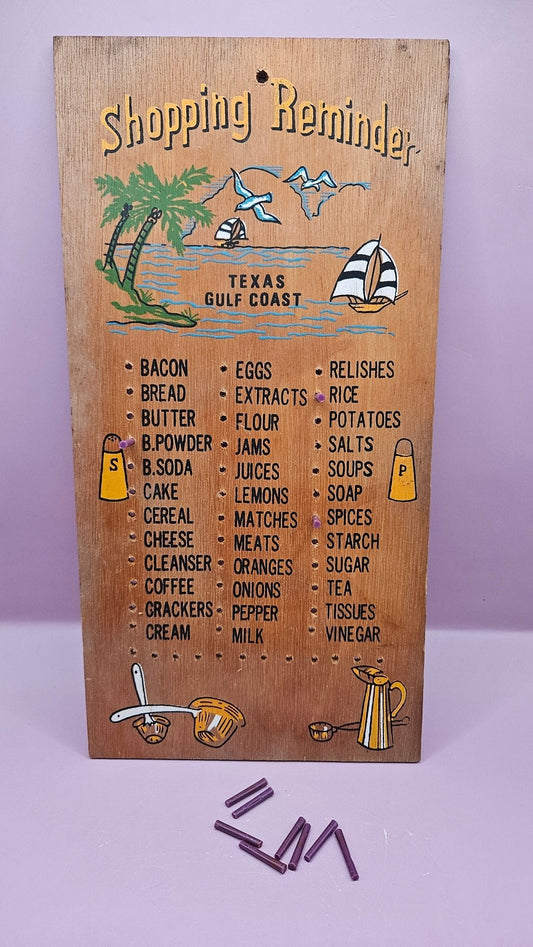 Shopping Reminder
TEXAS
GULF COAST
BACON
BREAD
BUTTER
B.POWDER
B.SODA
CAKE
CEREAL
CHEESE
CLEANSER
COFFEE
CRACKERS
CREAM
EGGS
EXTRACTS
FLOUR
JAMS
JUICES
LEMONS
MATCHES
MEATS
ORANGES
ONIONS
PEPPER
MILK
RELISHES
RICE
POTATOES
SALTS
SOUPS
SOAP
SPICES
STARCH
SUGAR
TEA
TISSUES
VINEGAR
S
P